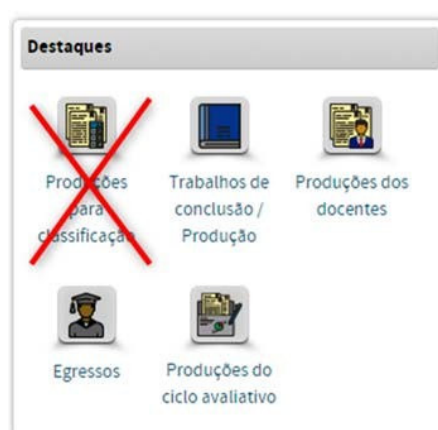 Destaques
Produções
para
classificação
Trabalhos de
conclusão /
Produção
Produções dos
docentes
Egressos
Produções do
ciclo avaliativo